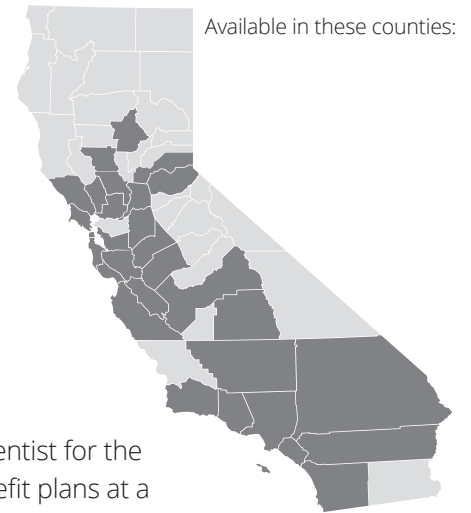 Available in these counties:
entist for the
efit plans at a